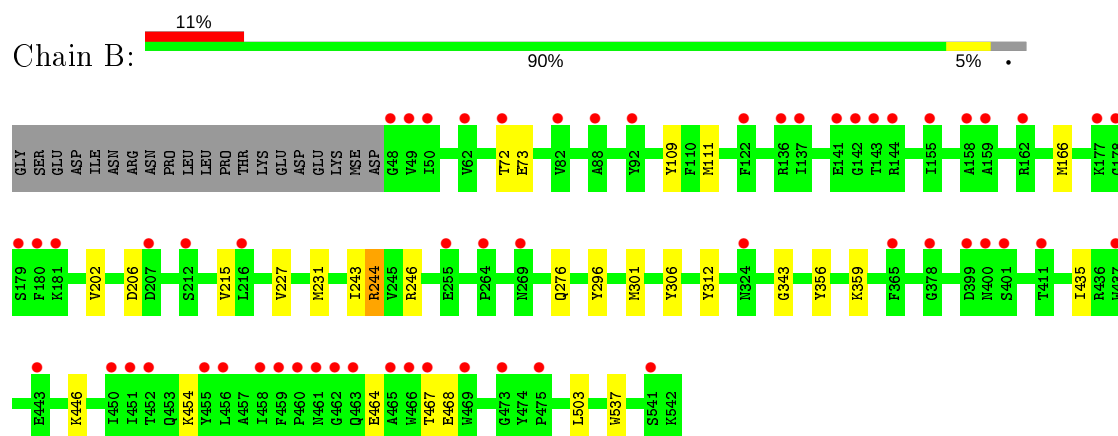 11%
Chain B:
90%
5%
•
GLY SER GLU ASP ILE ASN ARG ASN PRO LEU LEU PRO THR LYS GLU ASP GLU LYS MSE ASP G48 V49 I50 V62 T72 E73 V82 A88 Y92 Y109 F110 M111 F122 R136 I137 E141 G142 T143 R144 I155 A158 A159 R162 M166 K177 G178
S179 F180 K181 V202 D206 D207 S212 V215 L216 V227 M231 I243 R244 V245 R246 E255 P264 N269 Q276 Y296 M301 Y306 Y312 N324 G343 Y356 K359 F365 G378 D399 N400 S401 T411 I435 R436 W437
E443 K446 I450 I451 T452 Q453 K454 Y455 L456 A457 I458 F459 P460 N461 G462 Q463 E464 A465 W466 T467 E468 W469 G473 Y474 P475 L503 W537 S541 K542